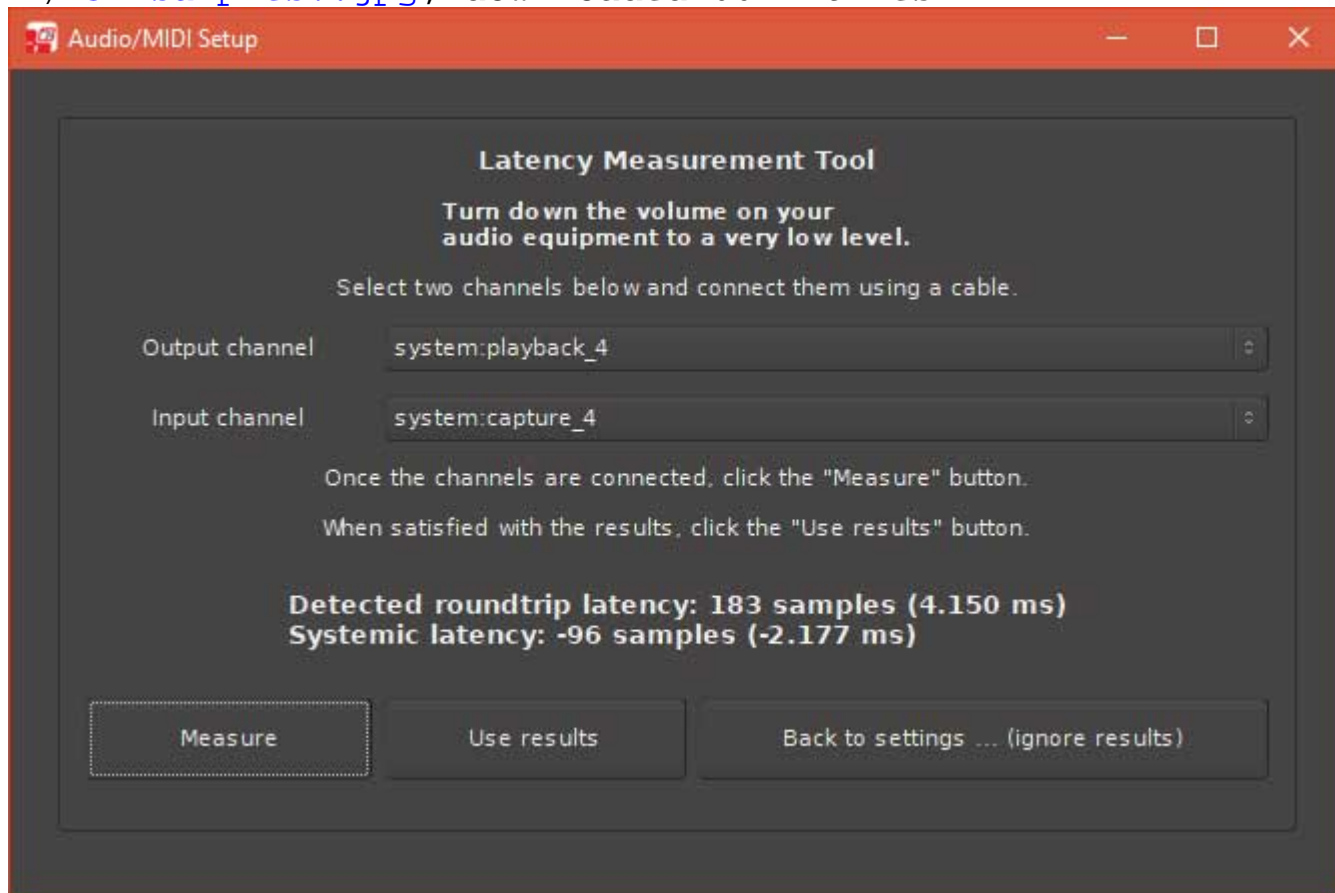 Audio/MIDI Setup
Latency Measurement Tool
Turn down the volume on your
audio equipment to a very low level.
Select two channels below and connect them using a cable.
Output channel system:playback_4
Input channel system:capture_4
Once the channels are connected, click the "Measure" button.
When satisfied with the results, click the "Use results" button.
Detected roundtrip latency: 183 samples (4.150 ms)
Systemic latency: -96 samples (-2.177 ms)
Measure Use results Back to settings ... (ignore results)